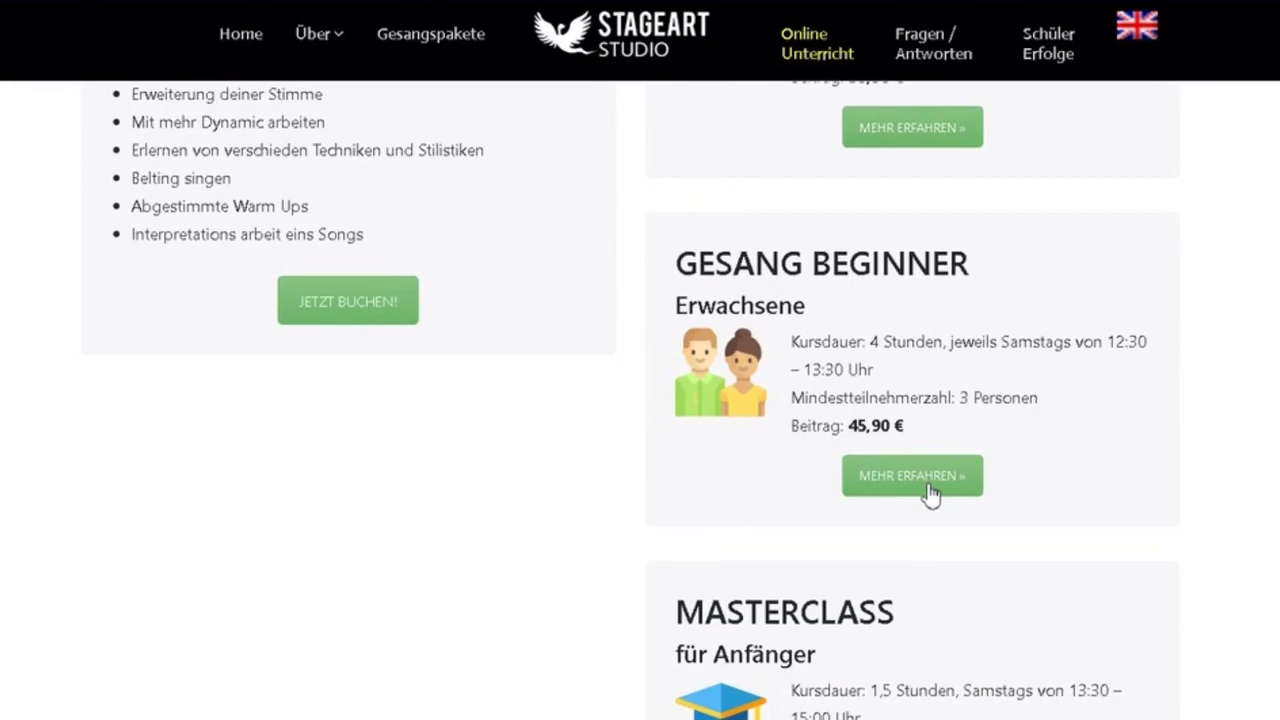 Home
Über
Gesangspakete
STAGEART
STUDIO
Online
Unterricht
Fragen /
Antworten
Schüler
Erfolge
Erweiterung deiner Stimme
Mit mehr Dynamic arbeiten
Erlernen von verschieden Techniken und Stilistiken
Belting singen
Abgestimmte Warm Ups
Interpretations arbeit eins Songs
JETZT BUCHEN!
MEHR ERFAHREN »
GESANG BEGINNER
Erwachsene
Kursdauer: 4 Stunden, jeweils Samstags von 12:30
– 13:30 Uhr
Mindestteilnehmerzahl: 3 Personen
Beitrag: 45,90 €
MEHR ERFAHREN »
MASTERCLASS
für Anfänger
Kursdauer: 1,5 Stunden, Samstags von 13:30 –
15:00 Uhr